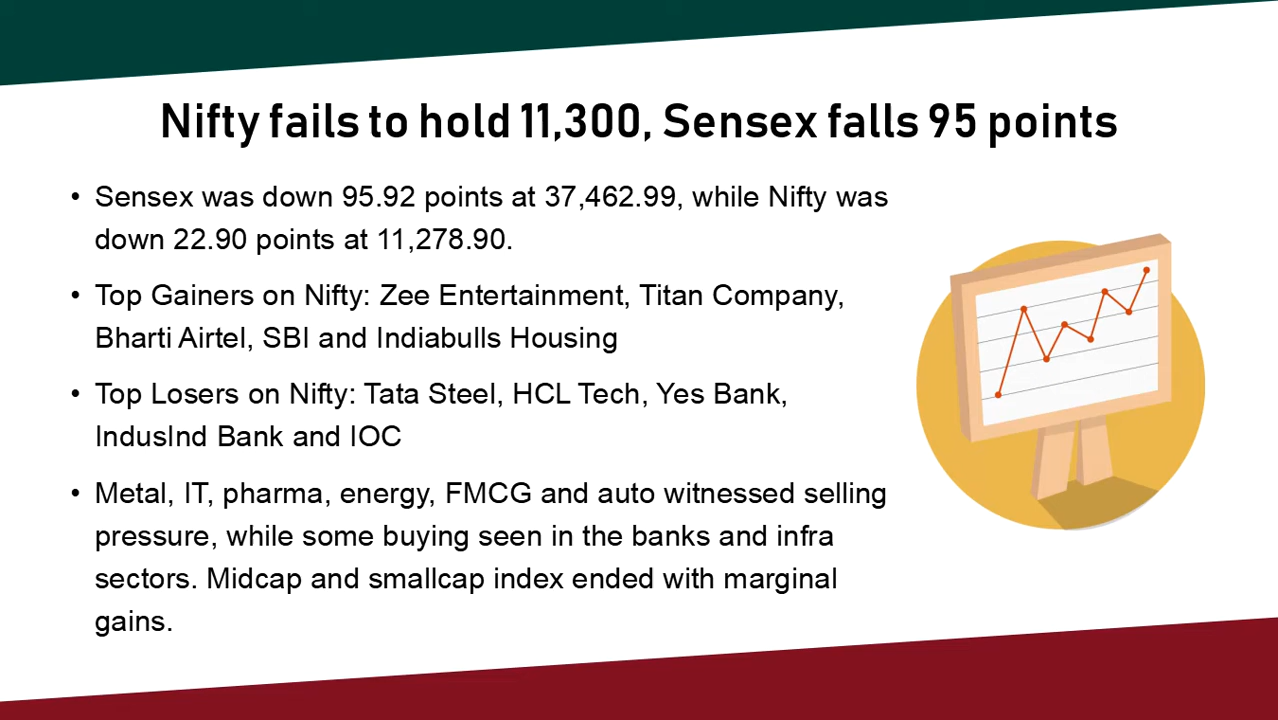 Nifty fails to hold 11,300, Sensex falls 95 points
• Sensex was down 95.92 points at 37,462.99, while Nifty was
down 22.90 points at 11,278.90.
• Top Gainers on Nifty: Zee Entertainment, Titan Company,
Bharti Airtel, SBI and Indiabulls Housing
• Top Losers on Nifty: Tata Steel, HCL Tech, Yes Bank,
IndusInd Bank and IOC
• Metal, IT, pharma, energy, FMCG and auto witnessed selling
pressure, while some buying seen in the banks and infra
sectors. Midcap and smallcap index ended with marginal
gains.